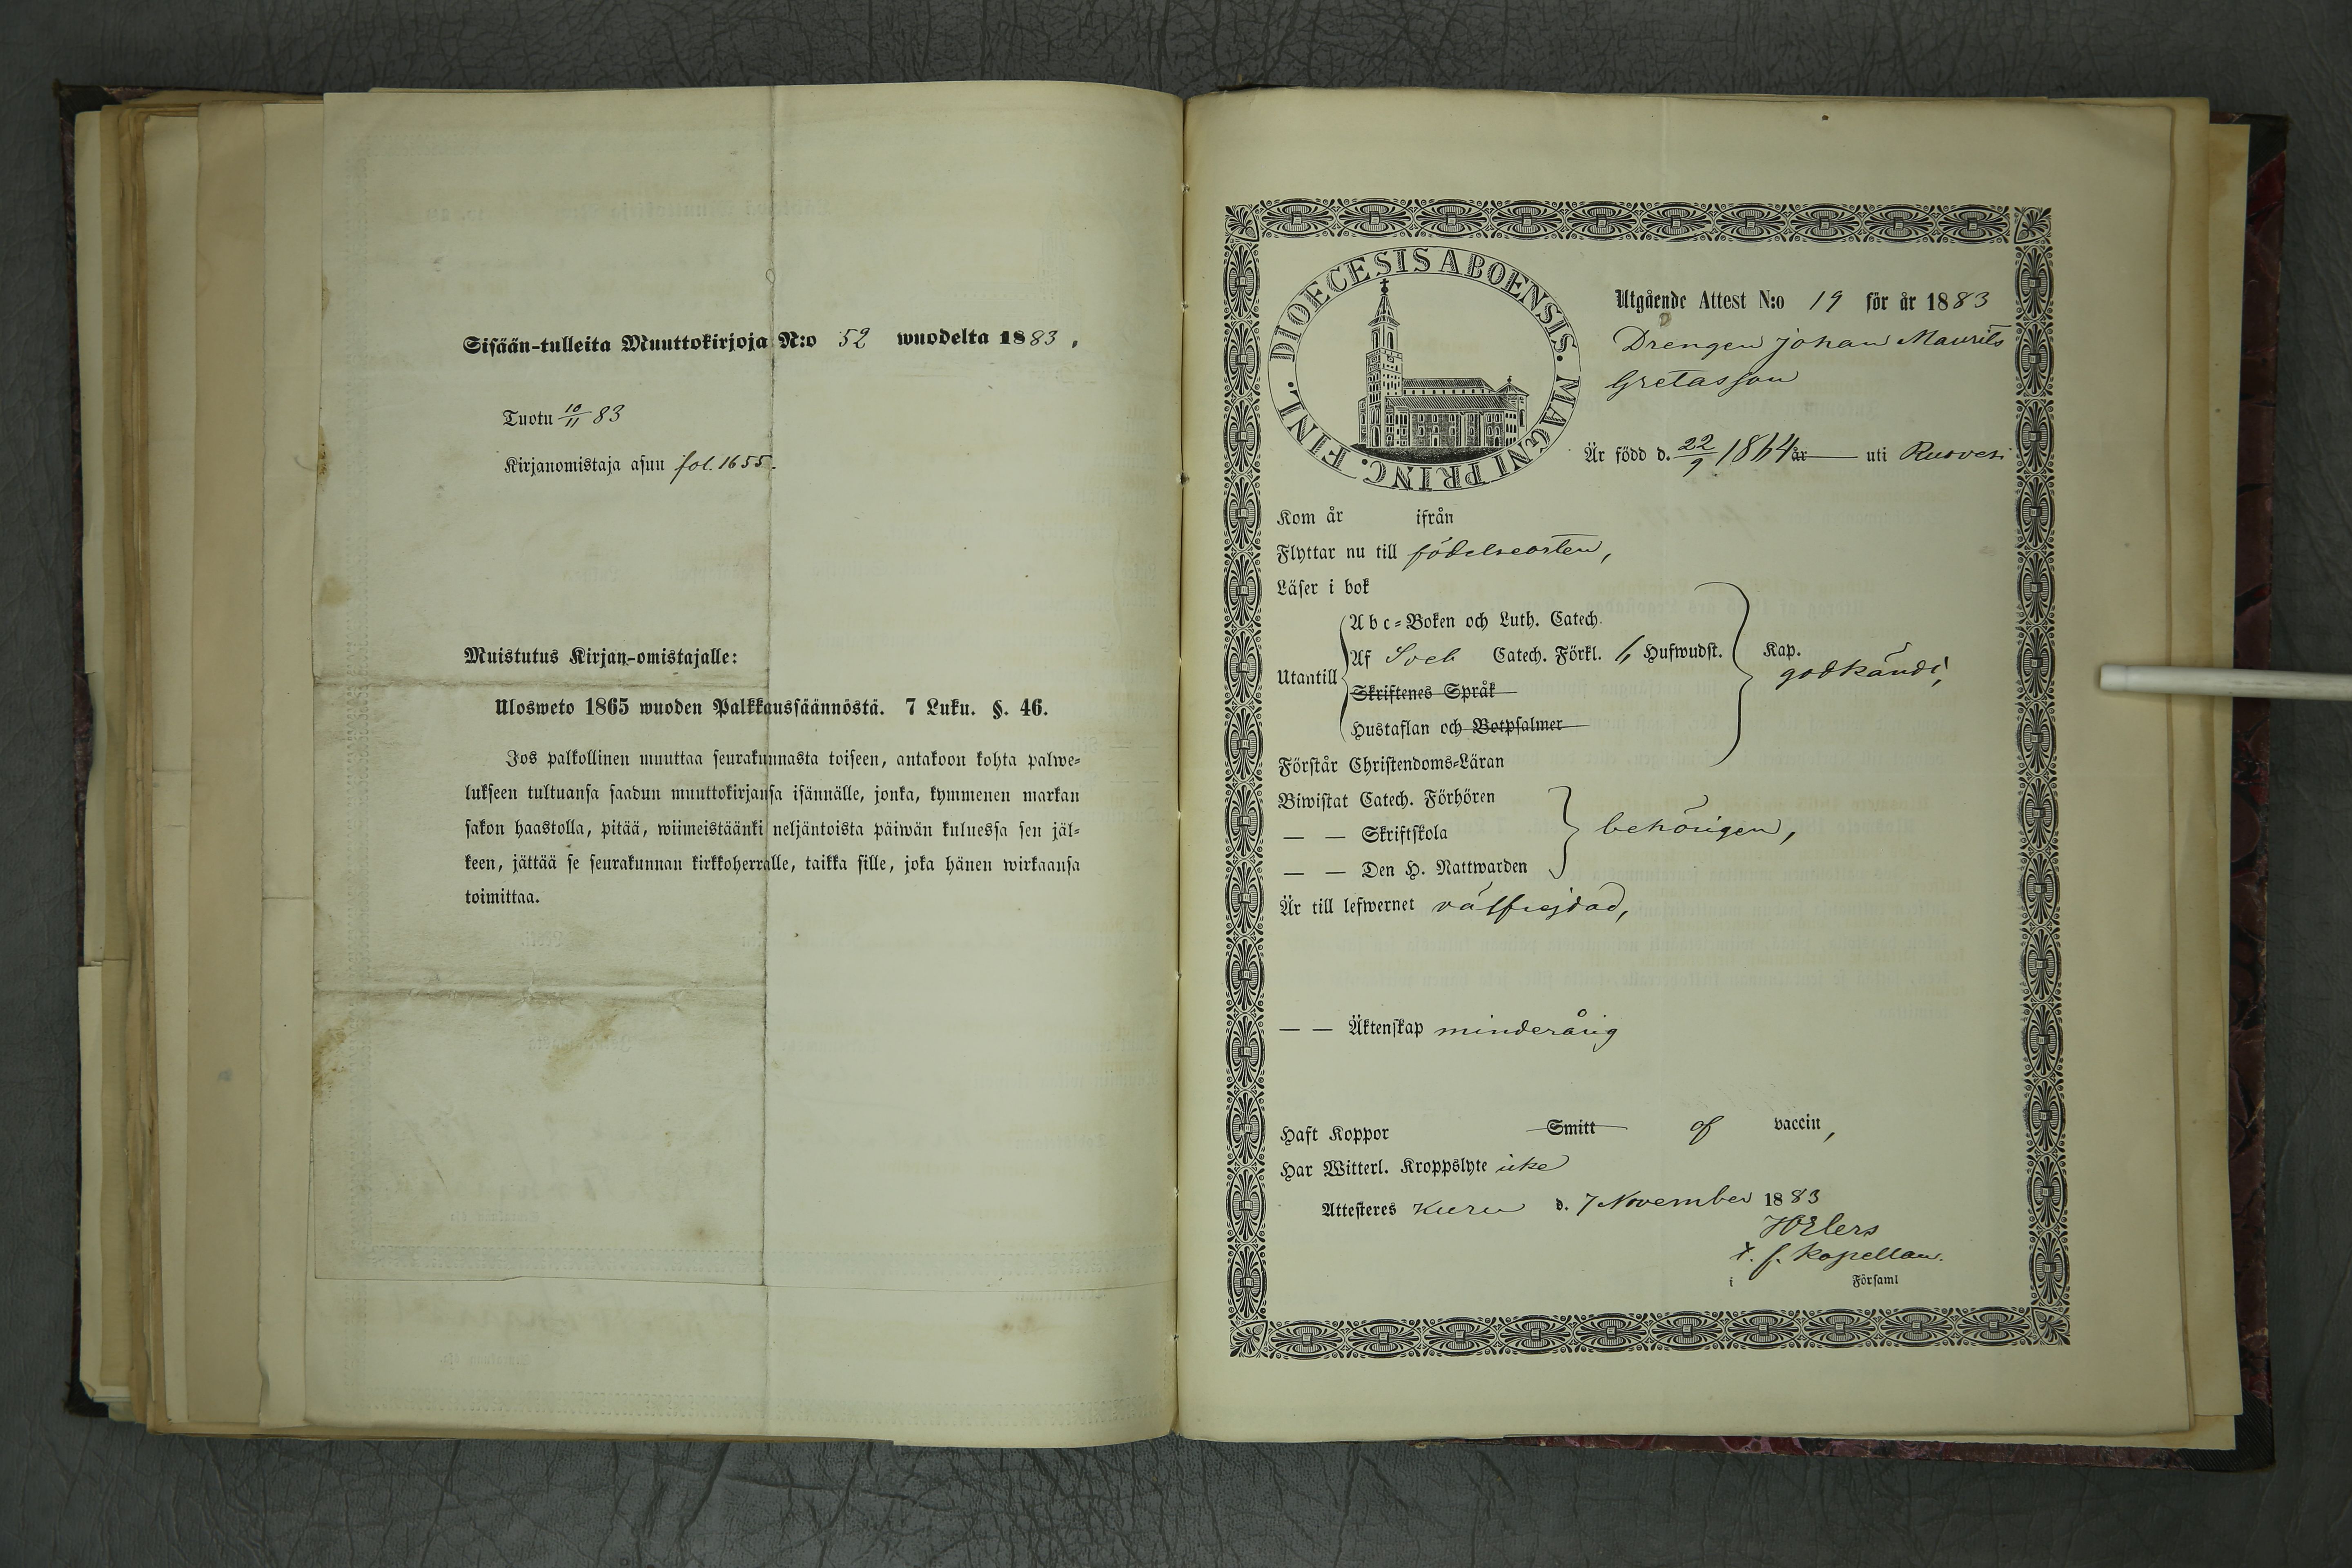 Sisään-tulleita Muuttokirjoja N:o 52 wuodelta 1883.
Tuotu 10/11 83
Kirjanomistaja asuu fol. 1655.
Muistutus Kirjan-omistajalle:
Ulosweto 1865 wuoden Palkkaussäännöstä. 7 Luku. §. 46.
Jos palkollinen muuttaa seurakunnasta toiseen, antakoon kohta palwe-
lukseen tultuansa saadun muuttokirjansa isännälle, jonka, kymmenen markan
sakon haastolla, pitää, wiimeistäänki neljäntoista päiwän kuluessa sen jäl-
keen, jättää se seurakunnan kirkkoherralle, taikka sille, joka hänen wirkaansa
toimittaa.
DIOECESIS ABOENSIS. MAGNI PRINC. FINL.
Utgående Attest N:o 19 för år 1883
Drengen Johan Maurits
Gretasson
Är född d. 22/9 1864 år uti Ruovesi
Kom år ifrån
Flyttar nu till födelseorten,
Läser i bok
Abc-Boken och Luth. Catech.
Utantill Af Sveb Catech. Förkl. Hufwudst. Kap.
godkändt,
Skriftenes Språk
Hustaflan och Botpsalmer
Förstår Christendoms-Läran
Biwistat Catech. Förhören
— — Skriftskola behörigen,
— — Den H. Nattwarden
Är till lefwernet välfrejdad,
— — Äktenskap minderårig
Haft Koppor Smitt af vaccin,
Har Witterl. Kroppslyte icke
Attesteres Kuru d. 7 November 1883
Elers
t. f. Kapellan.
i Församl